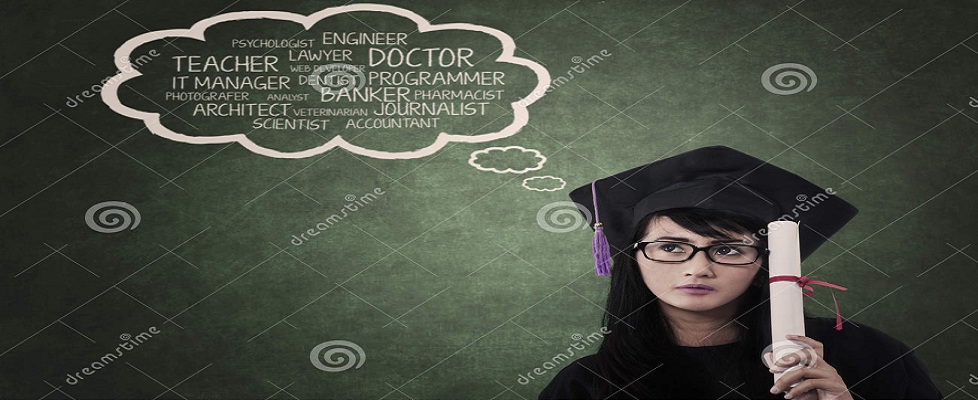 PSYCHOLOGIST ENGINEER
TEACHER LAWYER DOCTOR
WEB DEVELOPER
IT MANAGER DENTIST PROGRAMMER
PHOTOGRAFER ANALYST BANKER PHARMACIST
ARCHITECT VETERINARIAN JOURNALIST
SCIENTIST ACCOUNTANT
dreamstime
dreamstime
dreamstime
dreamstime
dreamstime
dreamstime
dreamstime